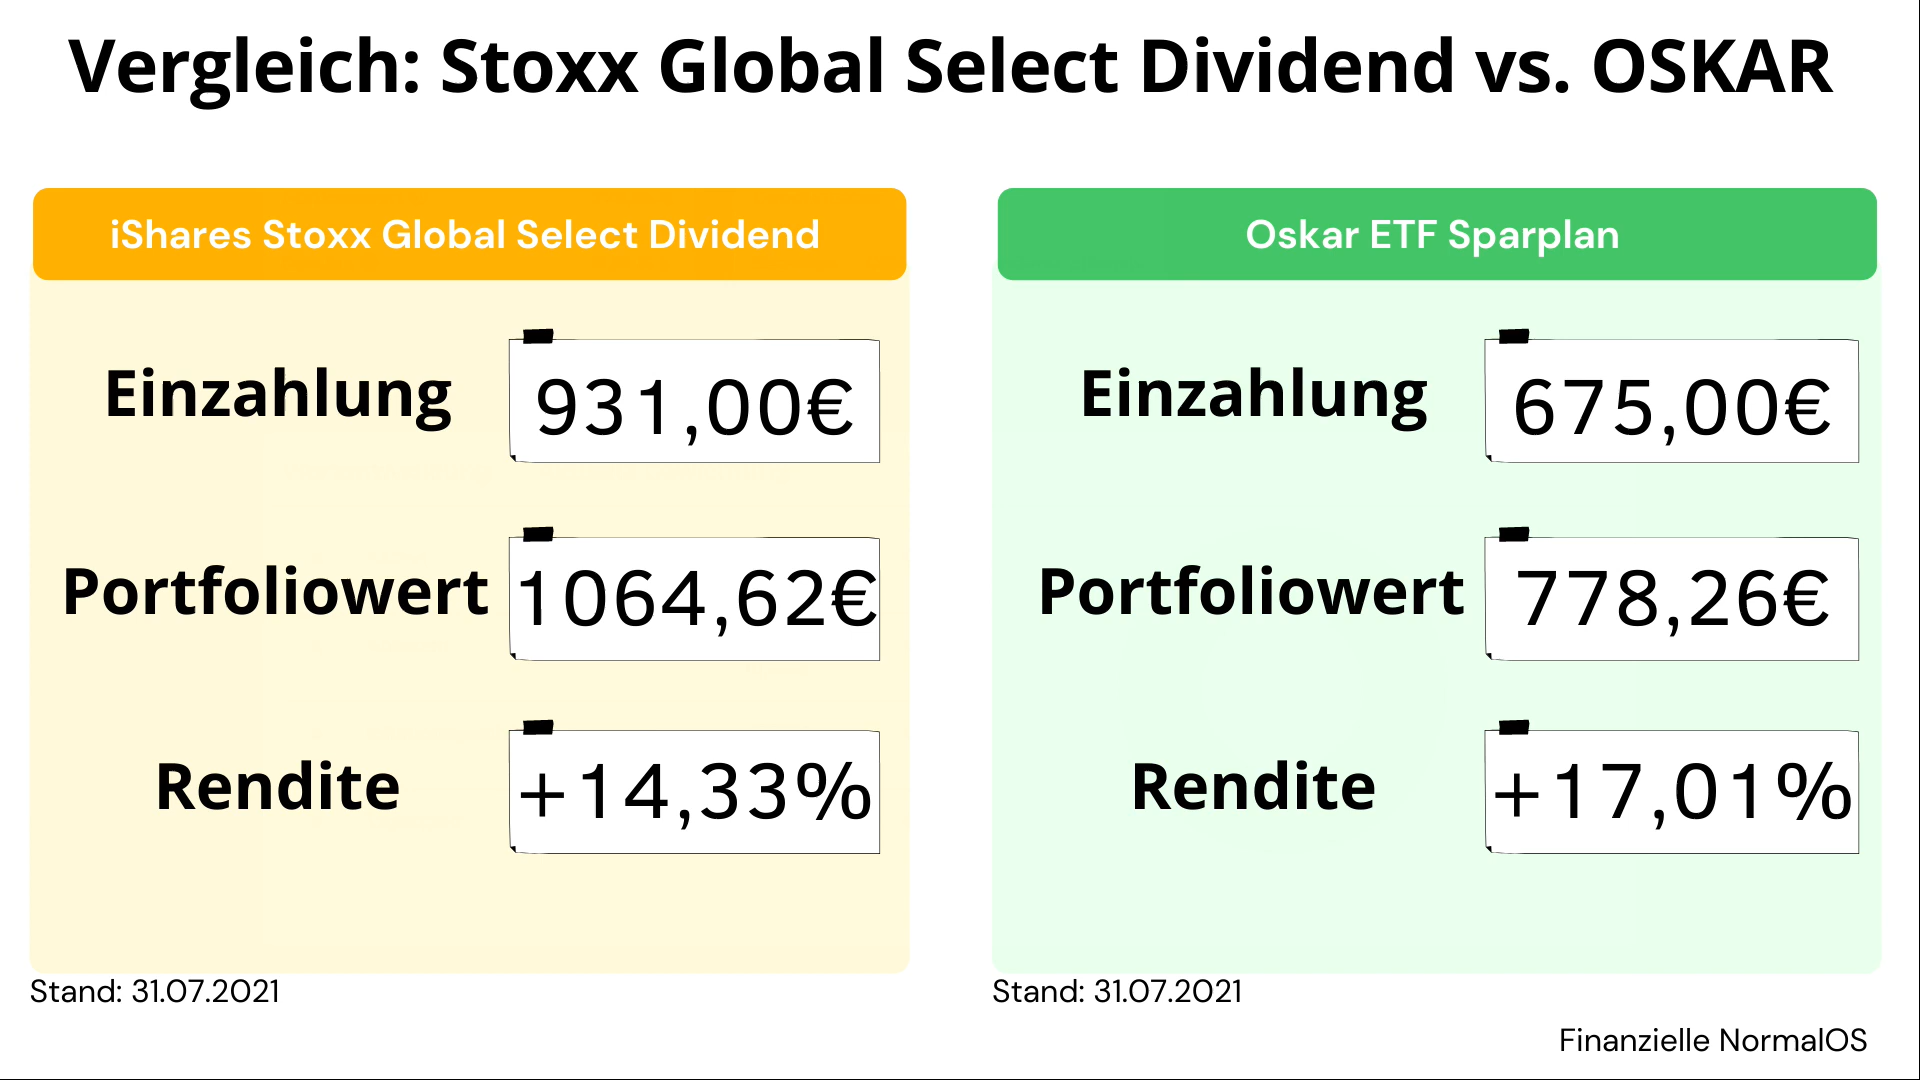 Vergleich: Stoxx Global Select Dividend vs. OSKAR
iShares Stoxx Global Select Dividend
Einzahlung 931,00€
Portfoliowert 1064,62€
Rendite +14,33%
Stand: 31.07.2021
Oskar ETF Sparplan
Einzahlung 675,00€
Portfoliowert 778,26€
Rendite +17,01%
Stand: 31.07.2021
Finanzielle NormalOS